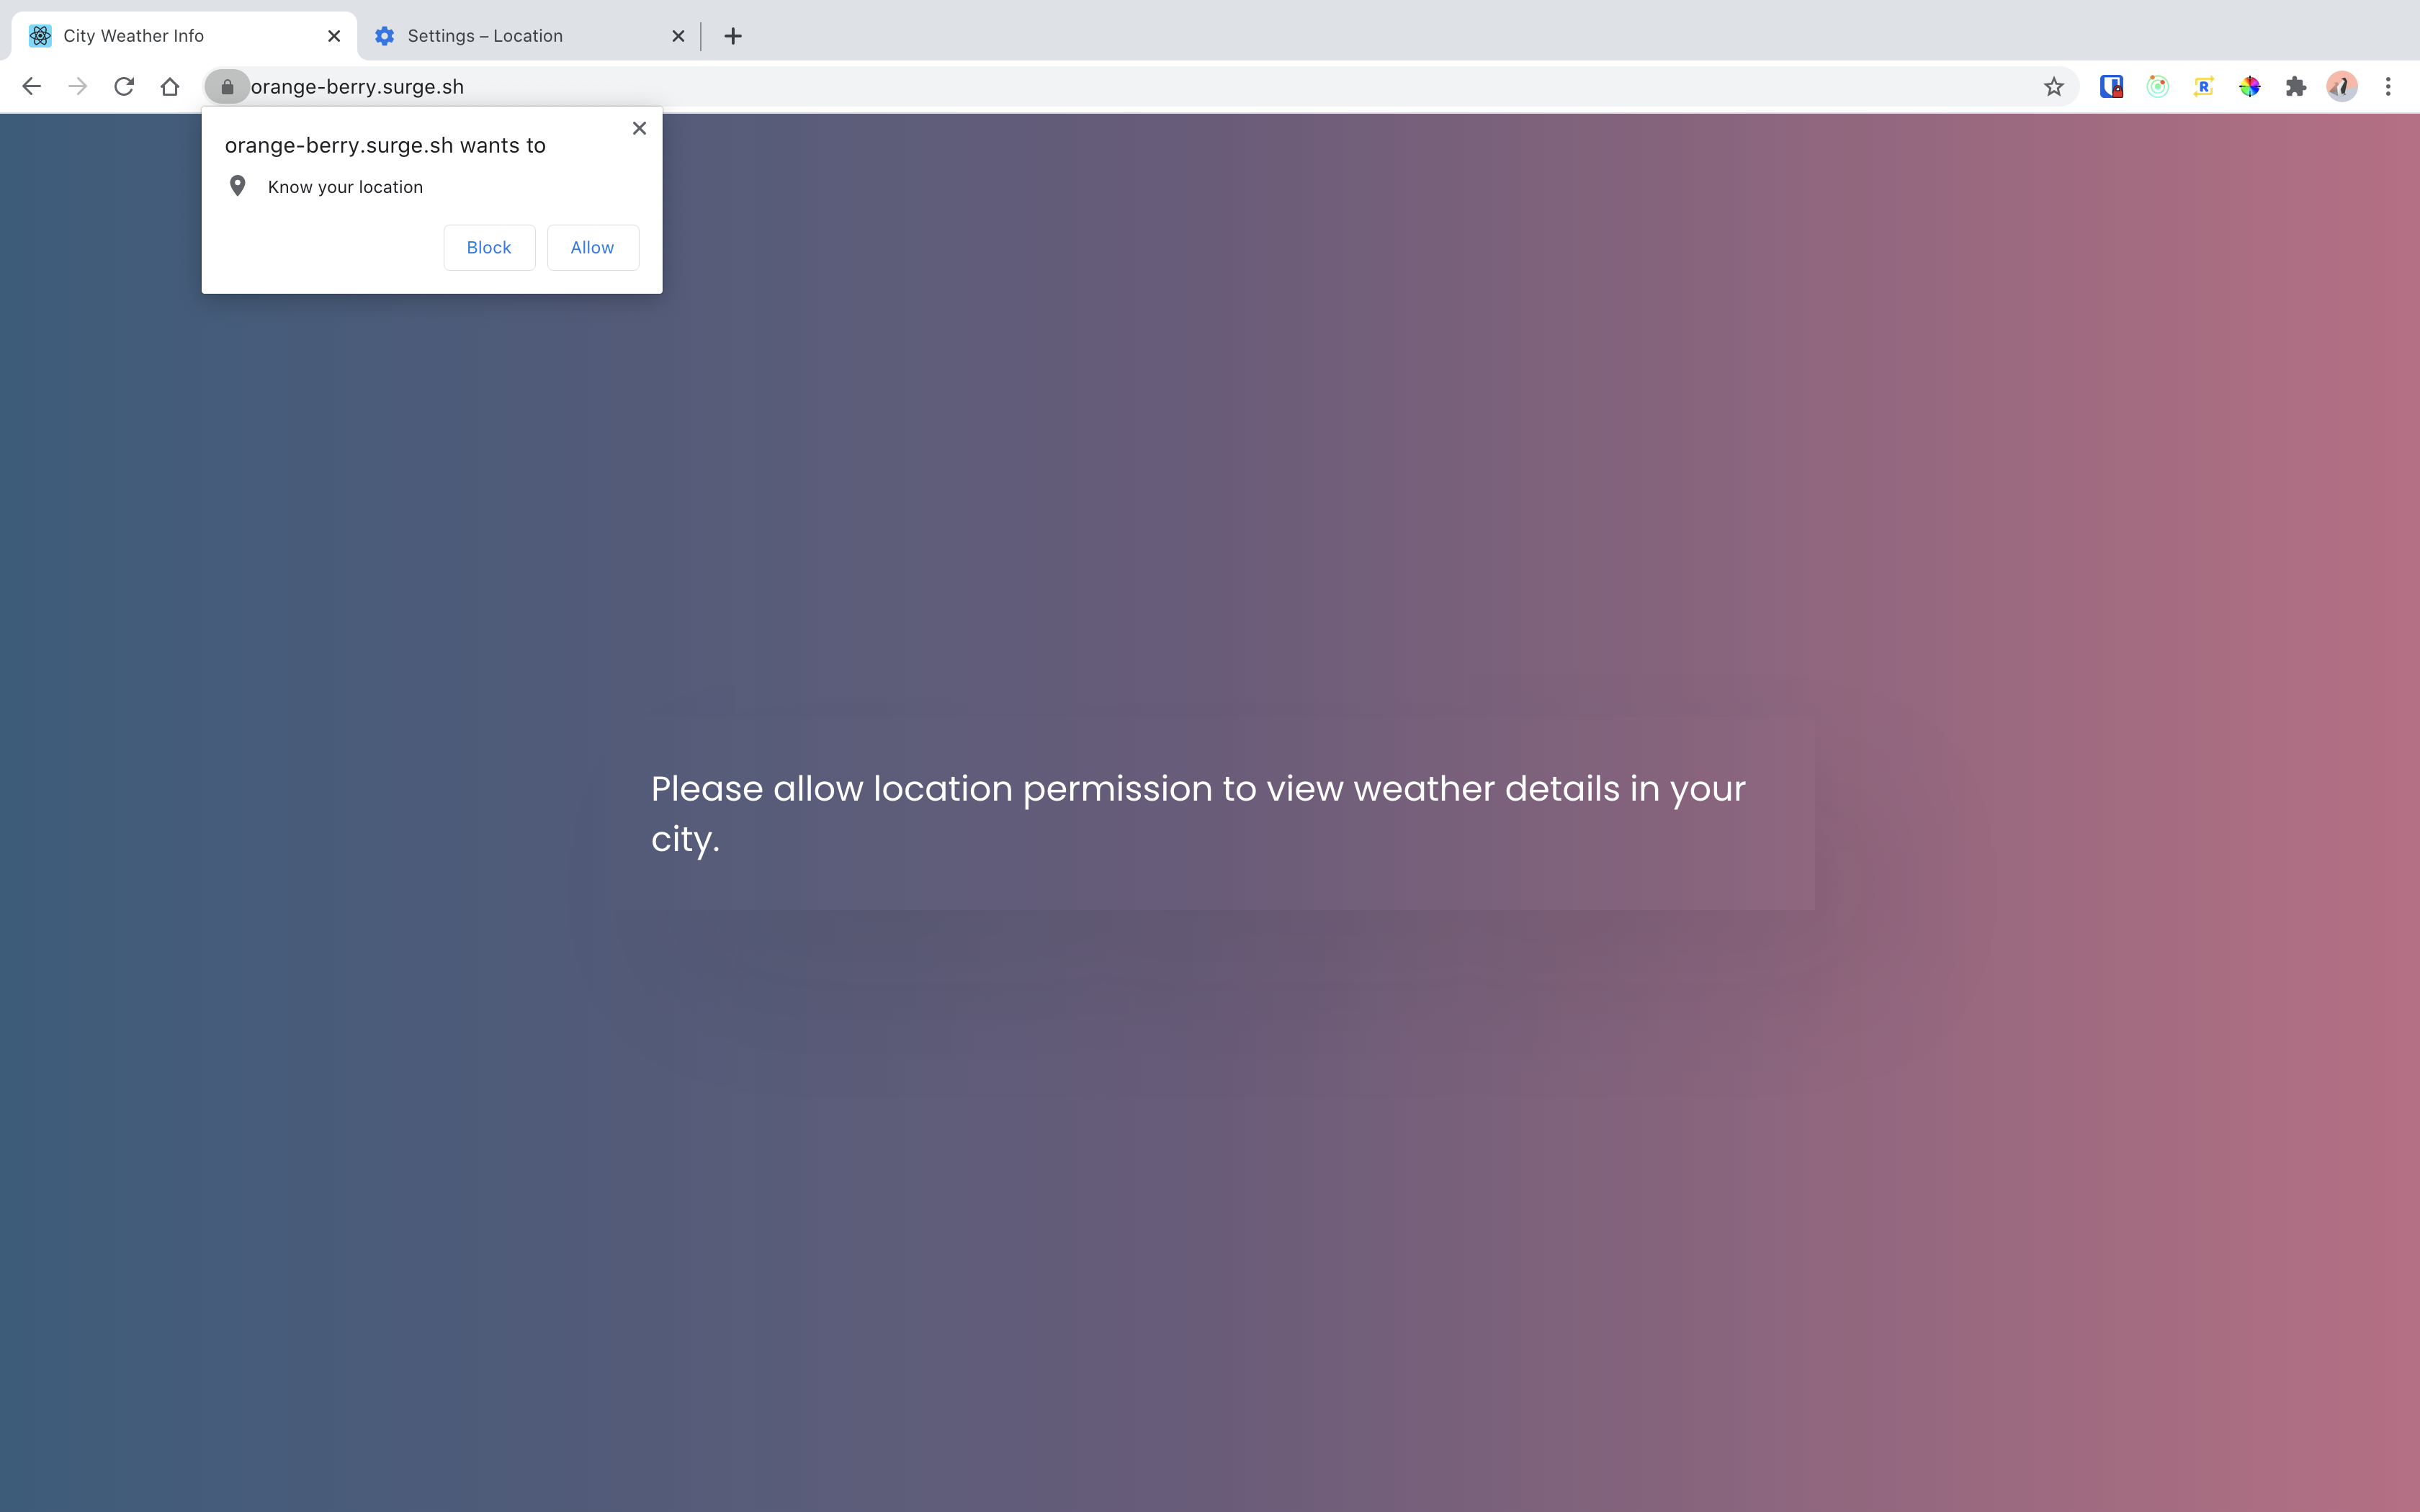 City Weather Info
Settings – Location
orange-berry.surge.sh
orange-berry.surge.sh wants to
Know your location
Block
Allow
Please allow location permission to view weather details in your
city.